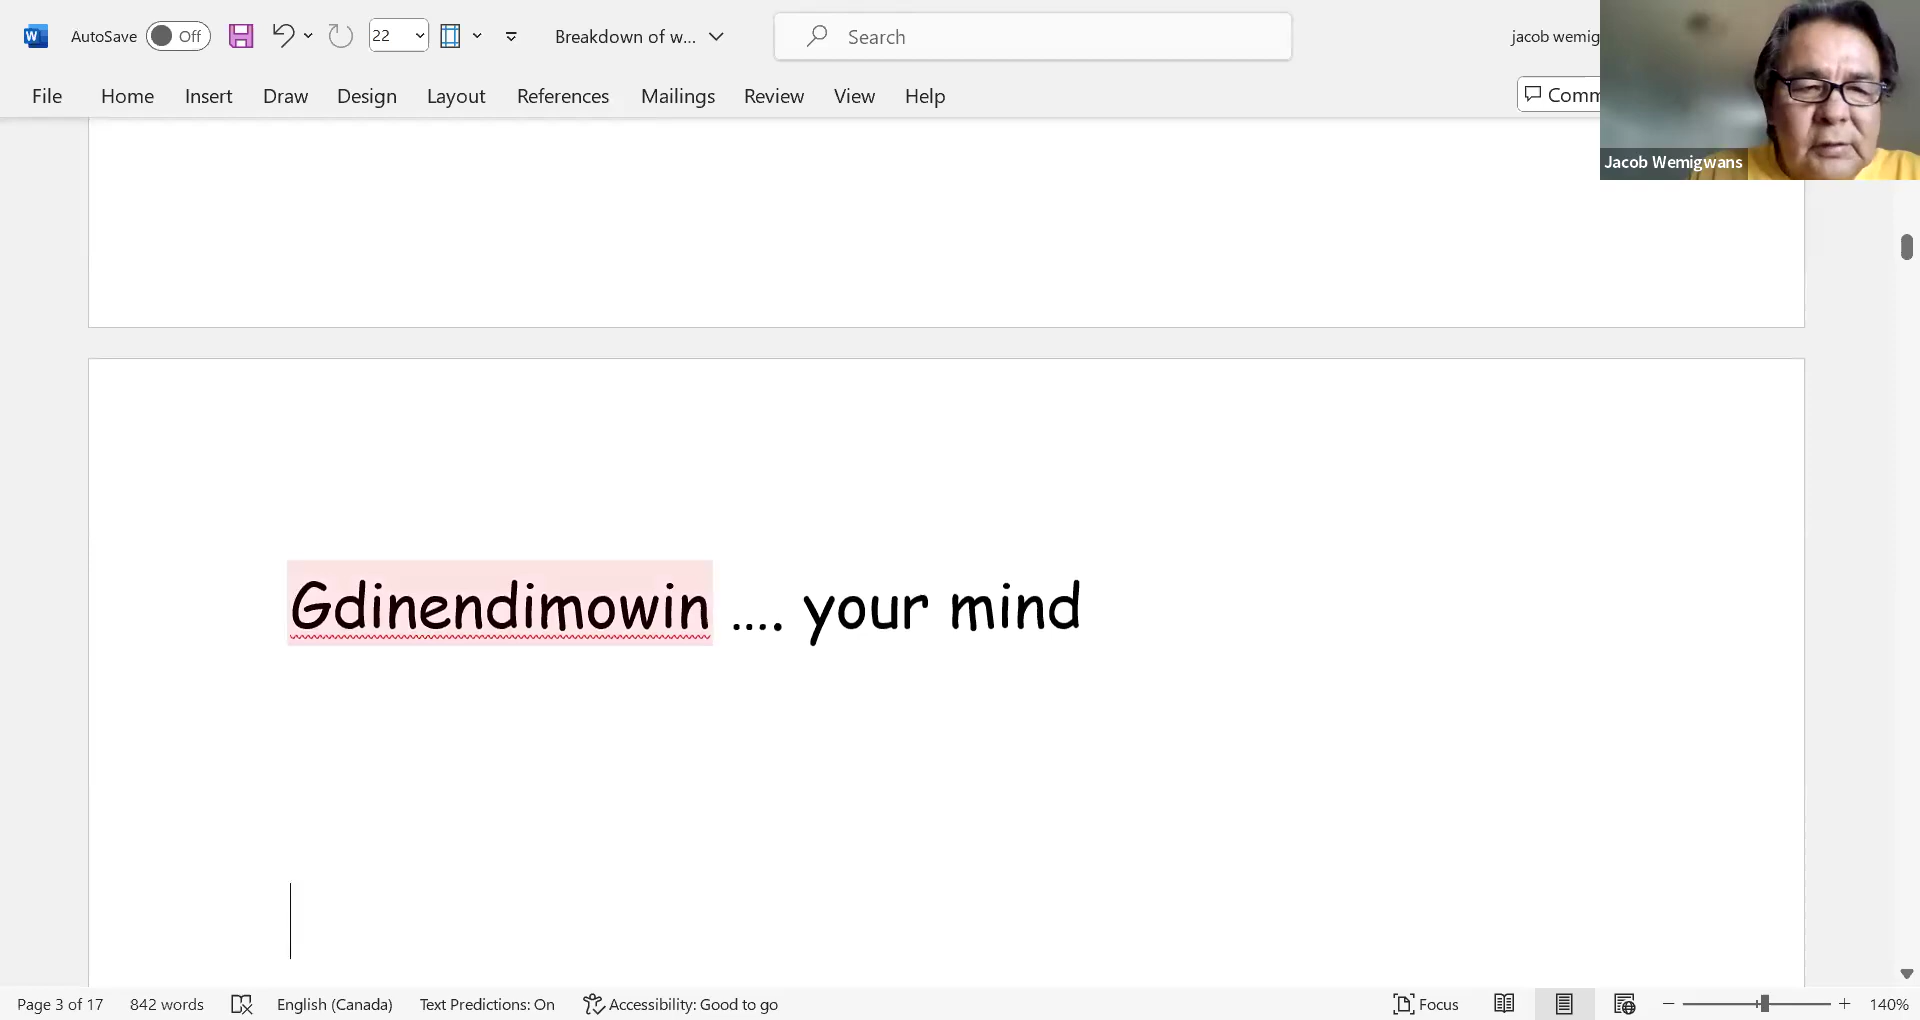 AutoSave Off 22 Breakdown of w... Search jacob wemig
File Home Insert Draw Design Layout References Mailings Review View Help Comm
Jacob Wemigwans
Gdinendimowin .... your mind
Page 3 of 17 842 words English (Canada) Text Predictions: On Accessibility: Good to go Focus 140%